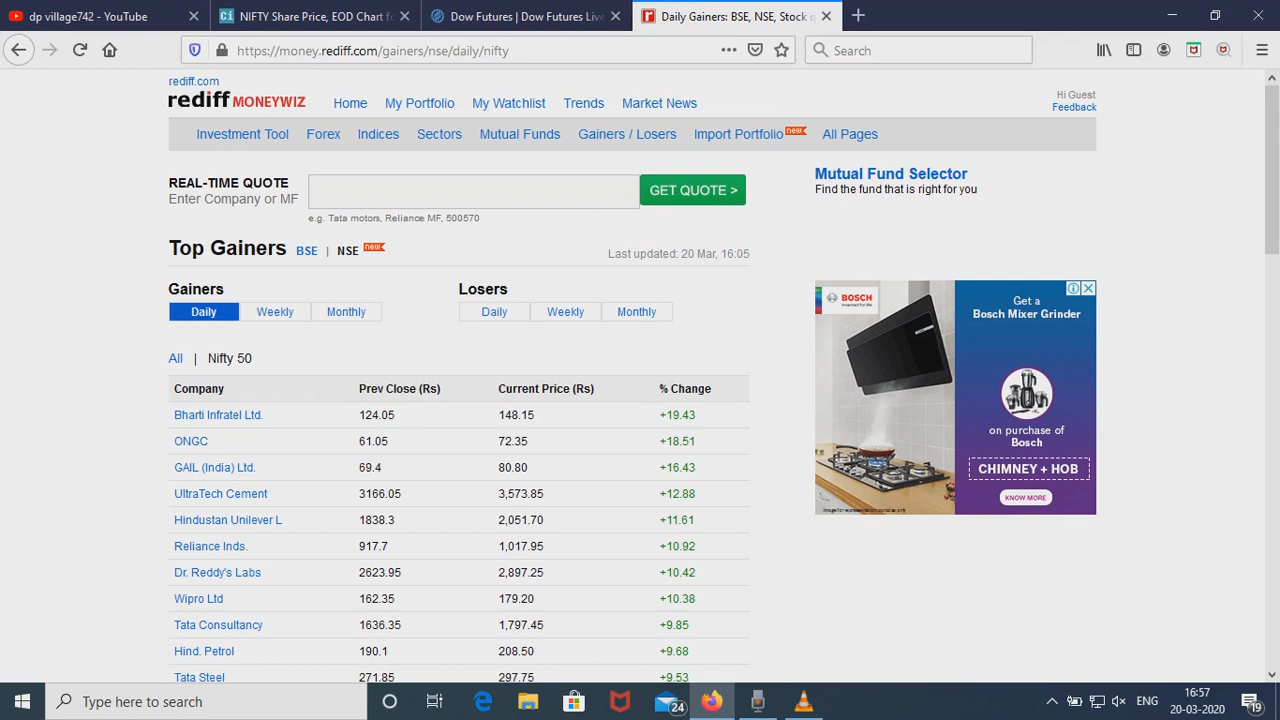 dp village742 - YouTube
NIFTY Share Price, EOD Chart for
Dow Futures | Dow Futures Live
Daily Gainers: BSE, NSE, Stock q
https://money.rediff.com/gainers/nse/daily/nifty
Search
rediff.com
rediff MONEYWIZ
Home My Portfolio My Watchlist Trends Market News
Hi Guest
Feedback
Investment Tool Forex Indices Sectors Mutual Funds Gainers / Losers Import Portfolio new All Pages
REAL-TIME QUOTE
Enter Company or MF
GET QUOTE >
e.g. Tata motors, Reliance MF, 500570
Mutual Fund Selector
Find the fund that is right for you
Top Gainers BSE | NSE new
Last updated: 20 Mar, 16:05
Gainers Losers
Daily Weekly Monthly Daily Weekly Monthly
All | Nifty 50
Company Prev Close (Rs) Current Price (Rs) % Change
Bharti Infratel Ltd. 124.05 148.15 +19.43
ONGC 61.05 72.35 +18.51
GAIL (India) Ltd. 69.4 80.80 +16.43
UltraTech Cement 3166.05 3,573.85 +12.88
Hindustan Unilever L 1838.3 2,051.70 +11.61
Reliance Inds. 917.7 1,017.95 +10.92
Dr. Reddy's Labs 2623.95 2,897.25 +10.42
Wipro Ltd 162.35 179.20 +10.38
Tata Consultancy 1636.35 1,797.45 +9.85
Hind. Petrol 190.1 208.50 +9.68
Tata Steel 271.85 297.75 +9.53
BOSCH
Invented for life
Get a
Bosch Mixer Grinder
on purchase of
Bosch
CHIMNEY + HOB
KNOW MORE
Image for representation purpose only
Type here to search
24
ENG
16:57
20-03-2020
19